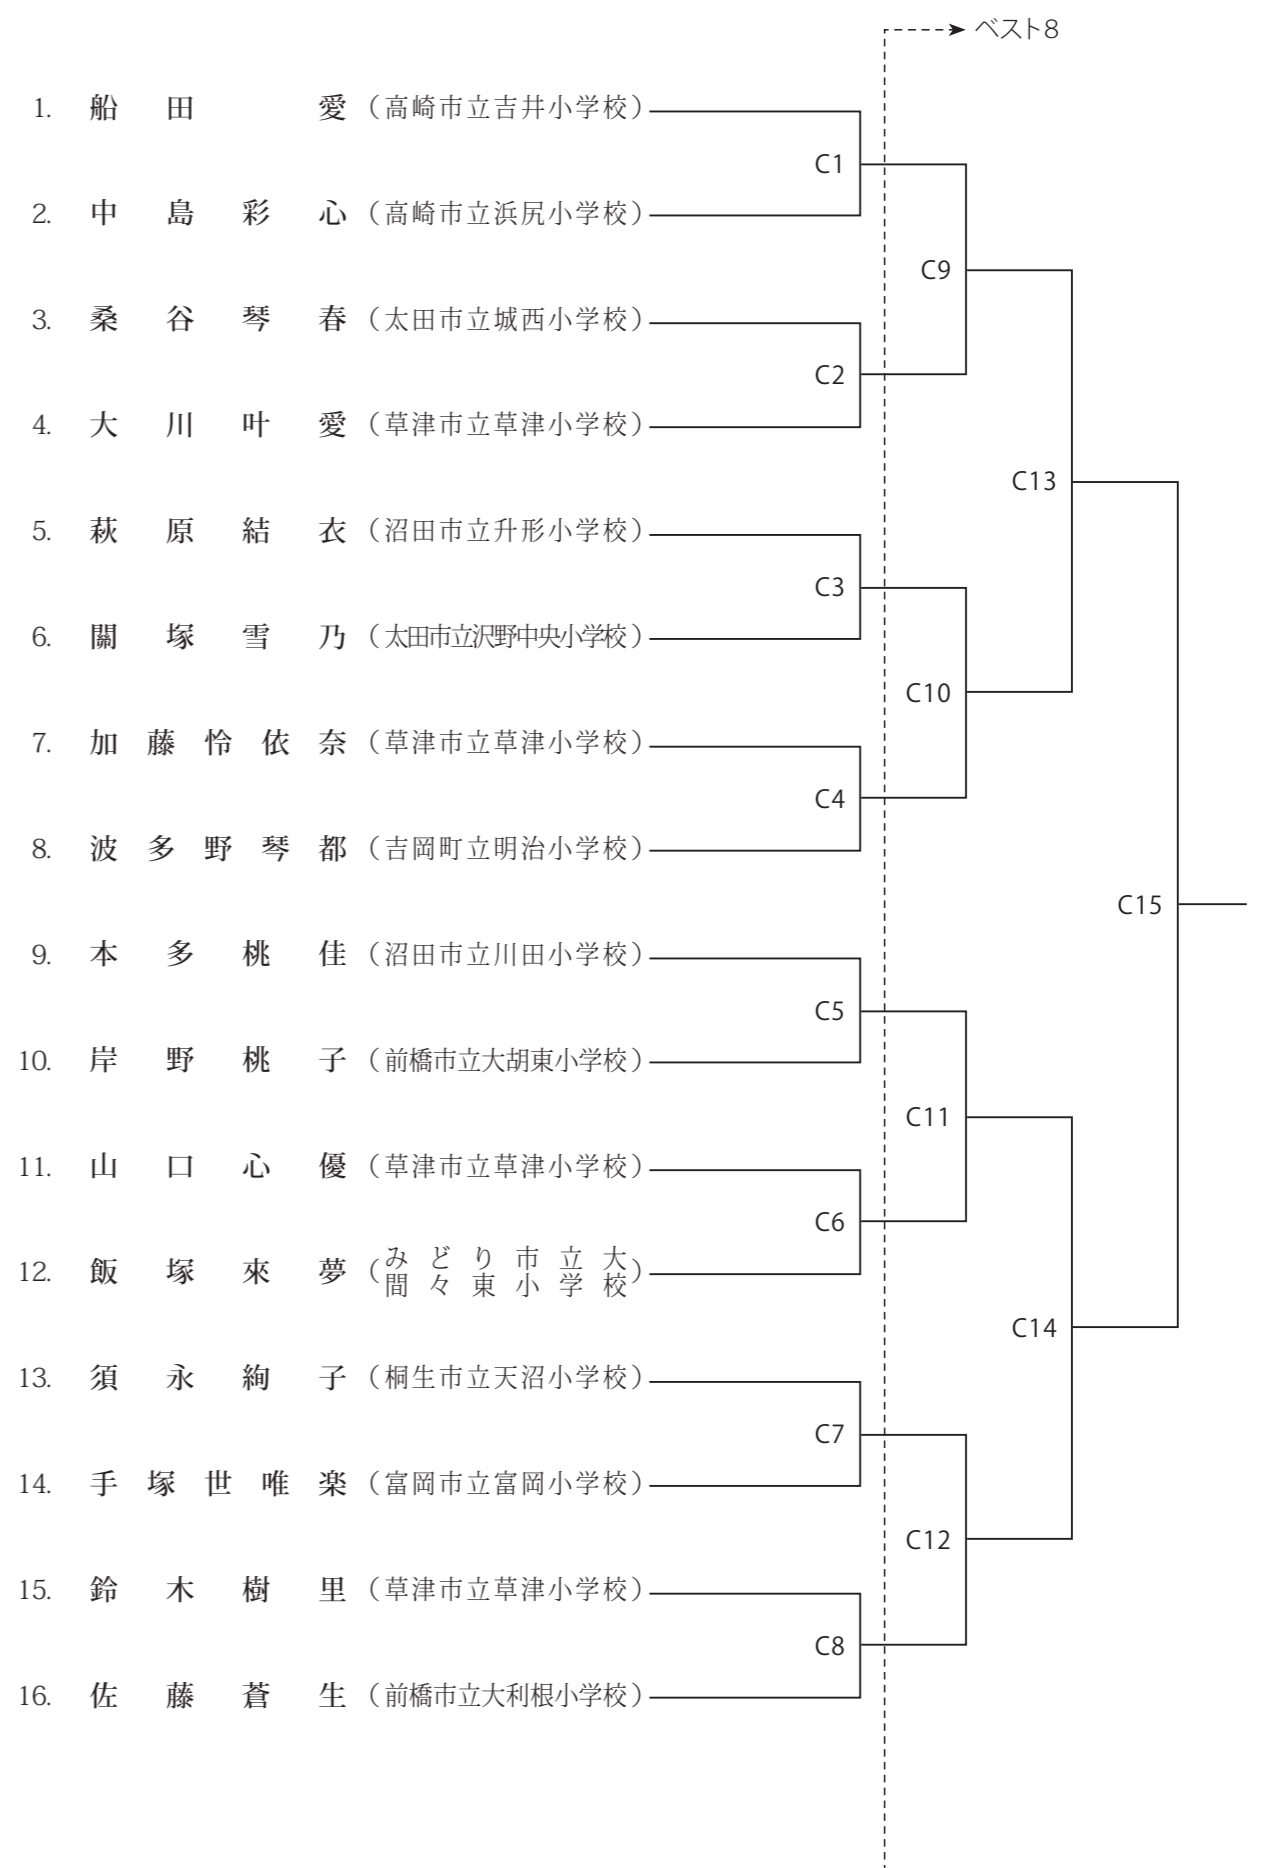 ベスト8
1. 船田愛（高崎市立吉井小学校）
C1
2. 中島彩心（高崎市立浜尻小学校）
C9
3. 桑谷琴春（太田市立城西小学校）
C2
4. 大川叶愛（草津市立草津小学校）
C13
5. 萩原結衣（沼田市立升形小学校）
C3
6. 關塚雪乃（太田市立沢野中央小学校）
C10
7. 加藤怜依奈（草津市立草津小学校）
C4
8. 波多野琴都（吉岡町立明治小学校）
C15
9. 本多桃佳（沼田市立川田小学校）
C5
10. 岸野桃子（前橋市立大胡東小学校）
C11
11. 山口心優（草津市立草津小学校）
C6
12. 飯塚來夢（みどり市立大
間々東小学校）
C14
13. 須永絢子（桐生市立天沼小学校）
C7
14. 手塚世唯楽（富岡市立富岡小学校）
C12
15. 鈴木樹里（草津市立草津小学校）
C8
16. 佐藤蒼生（前橋市立大利根小学校）